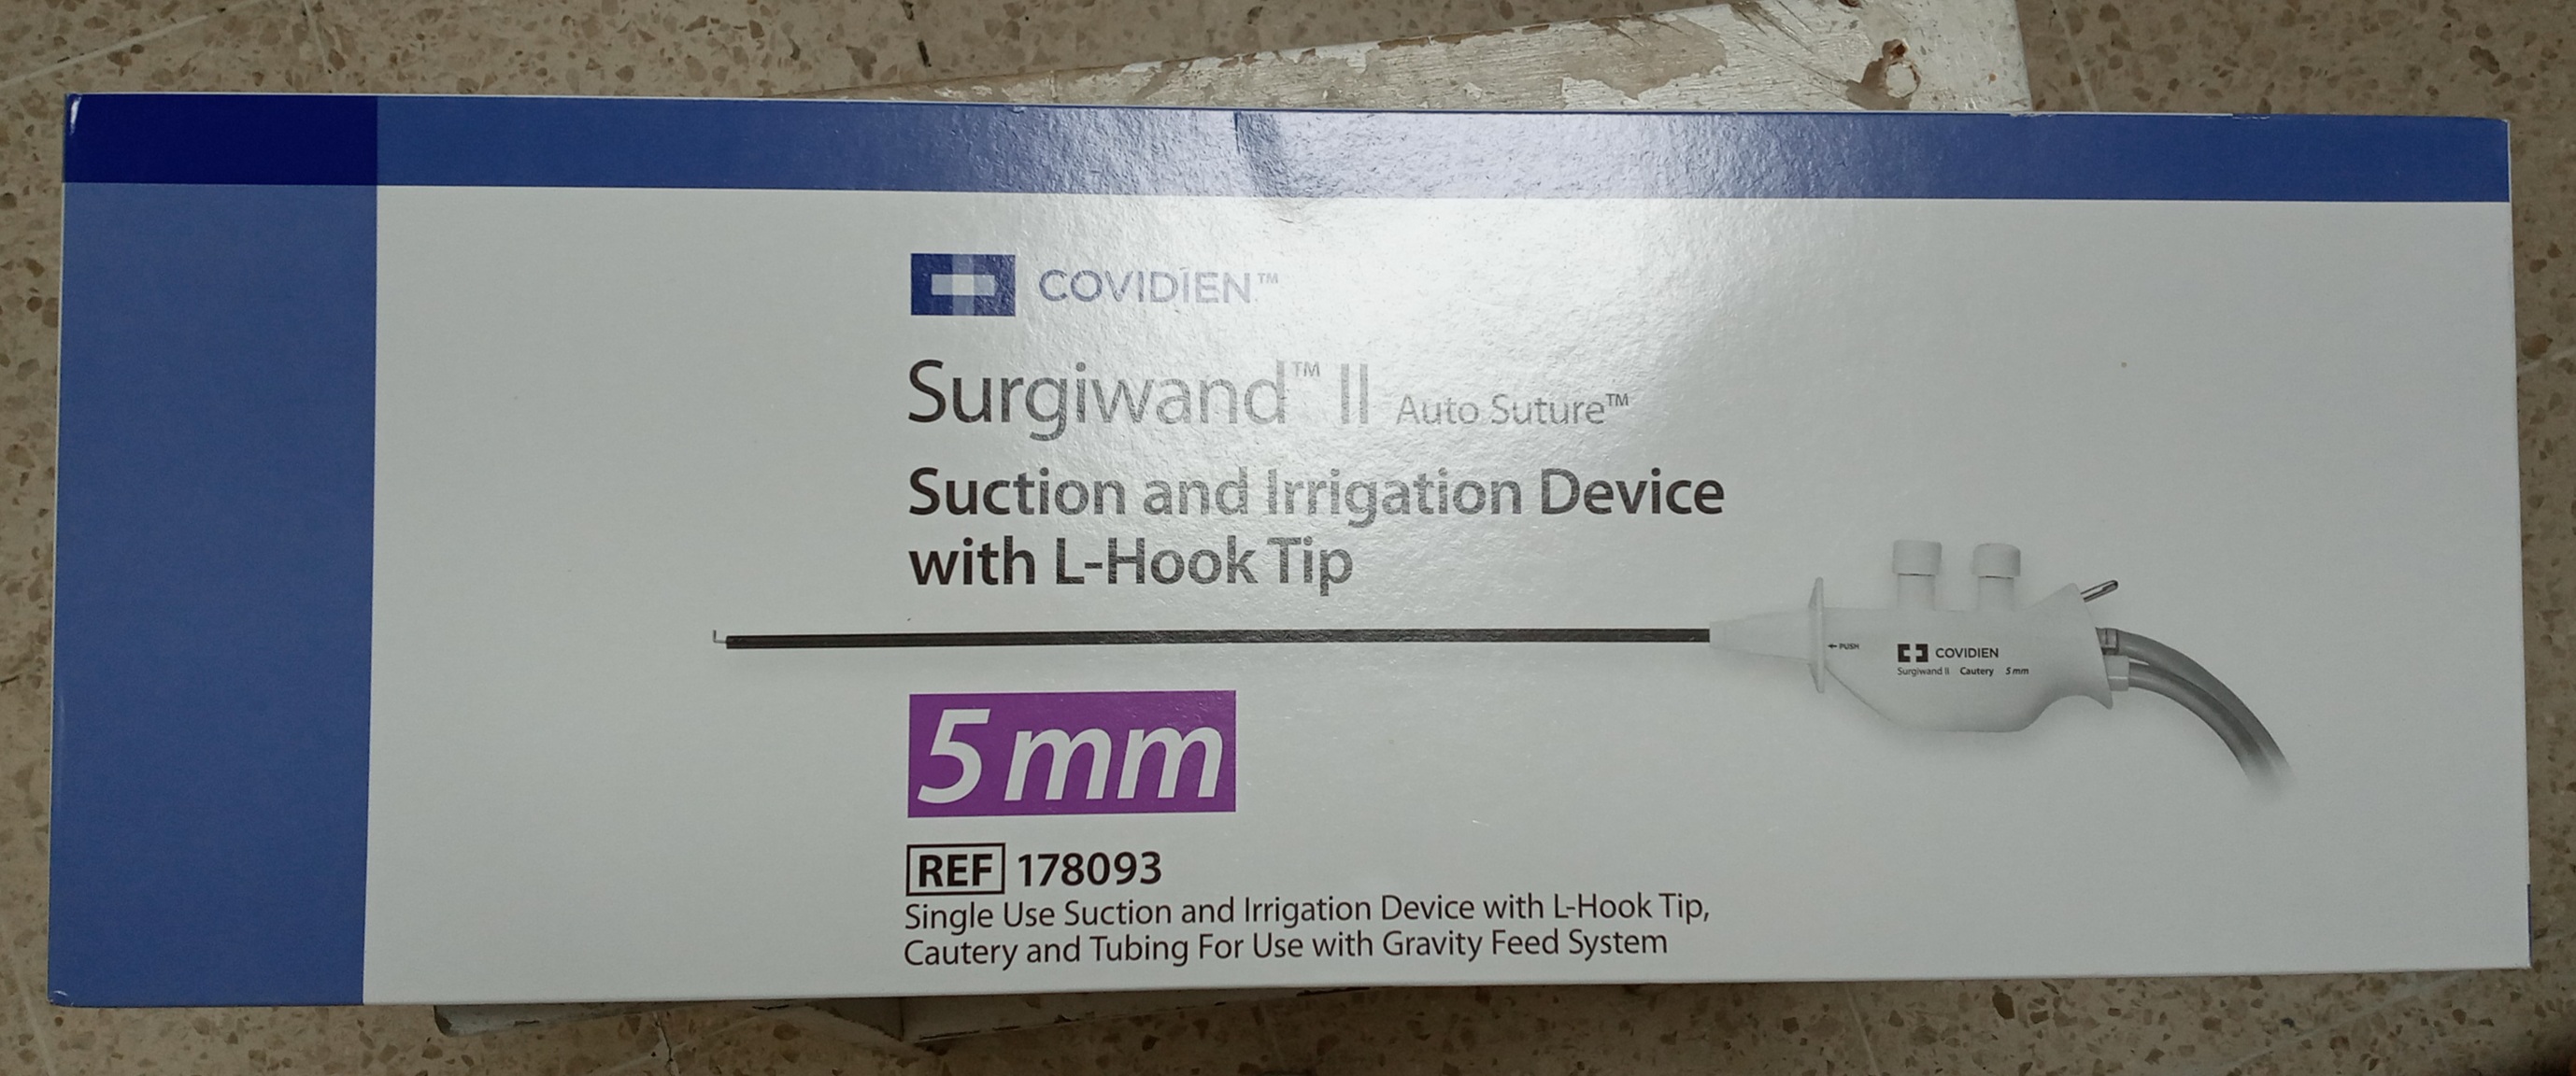 COVIDIEN™
Surgiwand™ II Auto Suture™
Suction and Irrigation Device
with L-Hook Tip
← PUSH
COVIDIEN
Surgiwand II Cautery 5 mm
5 mm
REF 178093
Single Use Suction and Irrigation Device with L-Hook Tip,
Cautery and Tubing For Use with Gravity Feed System